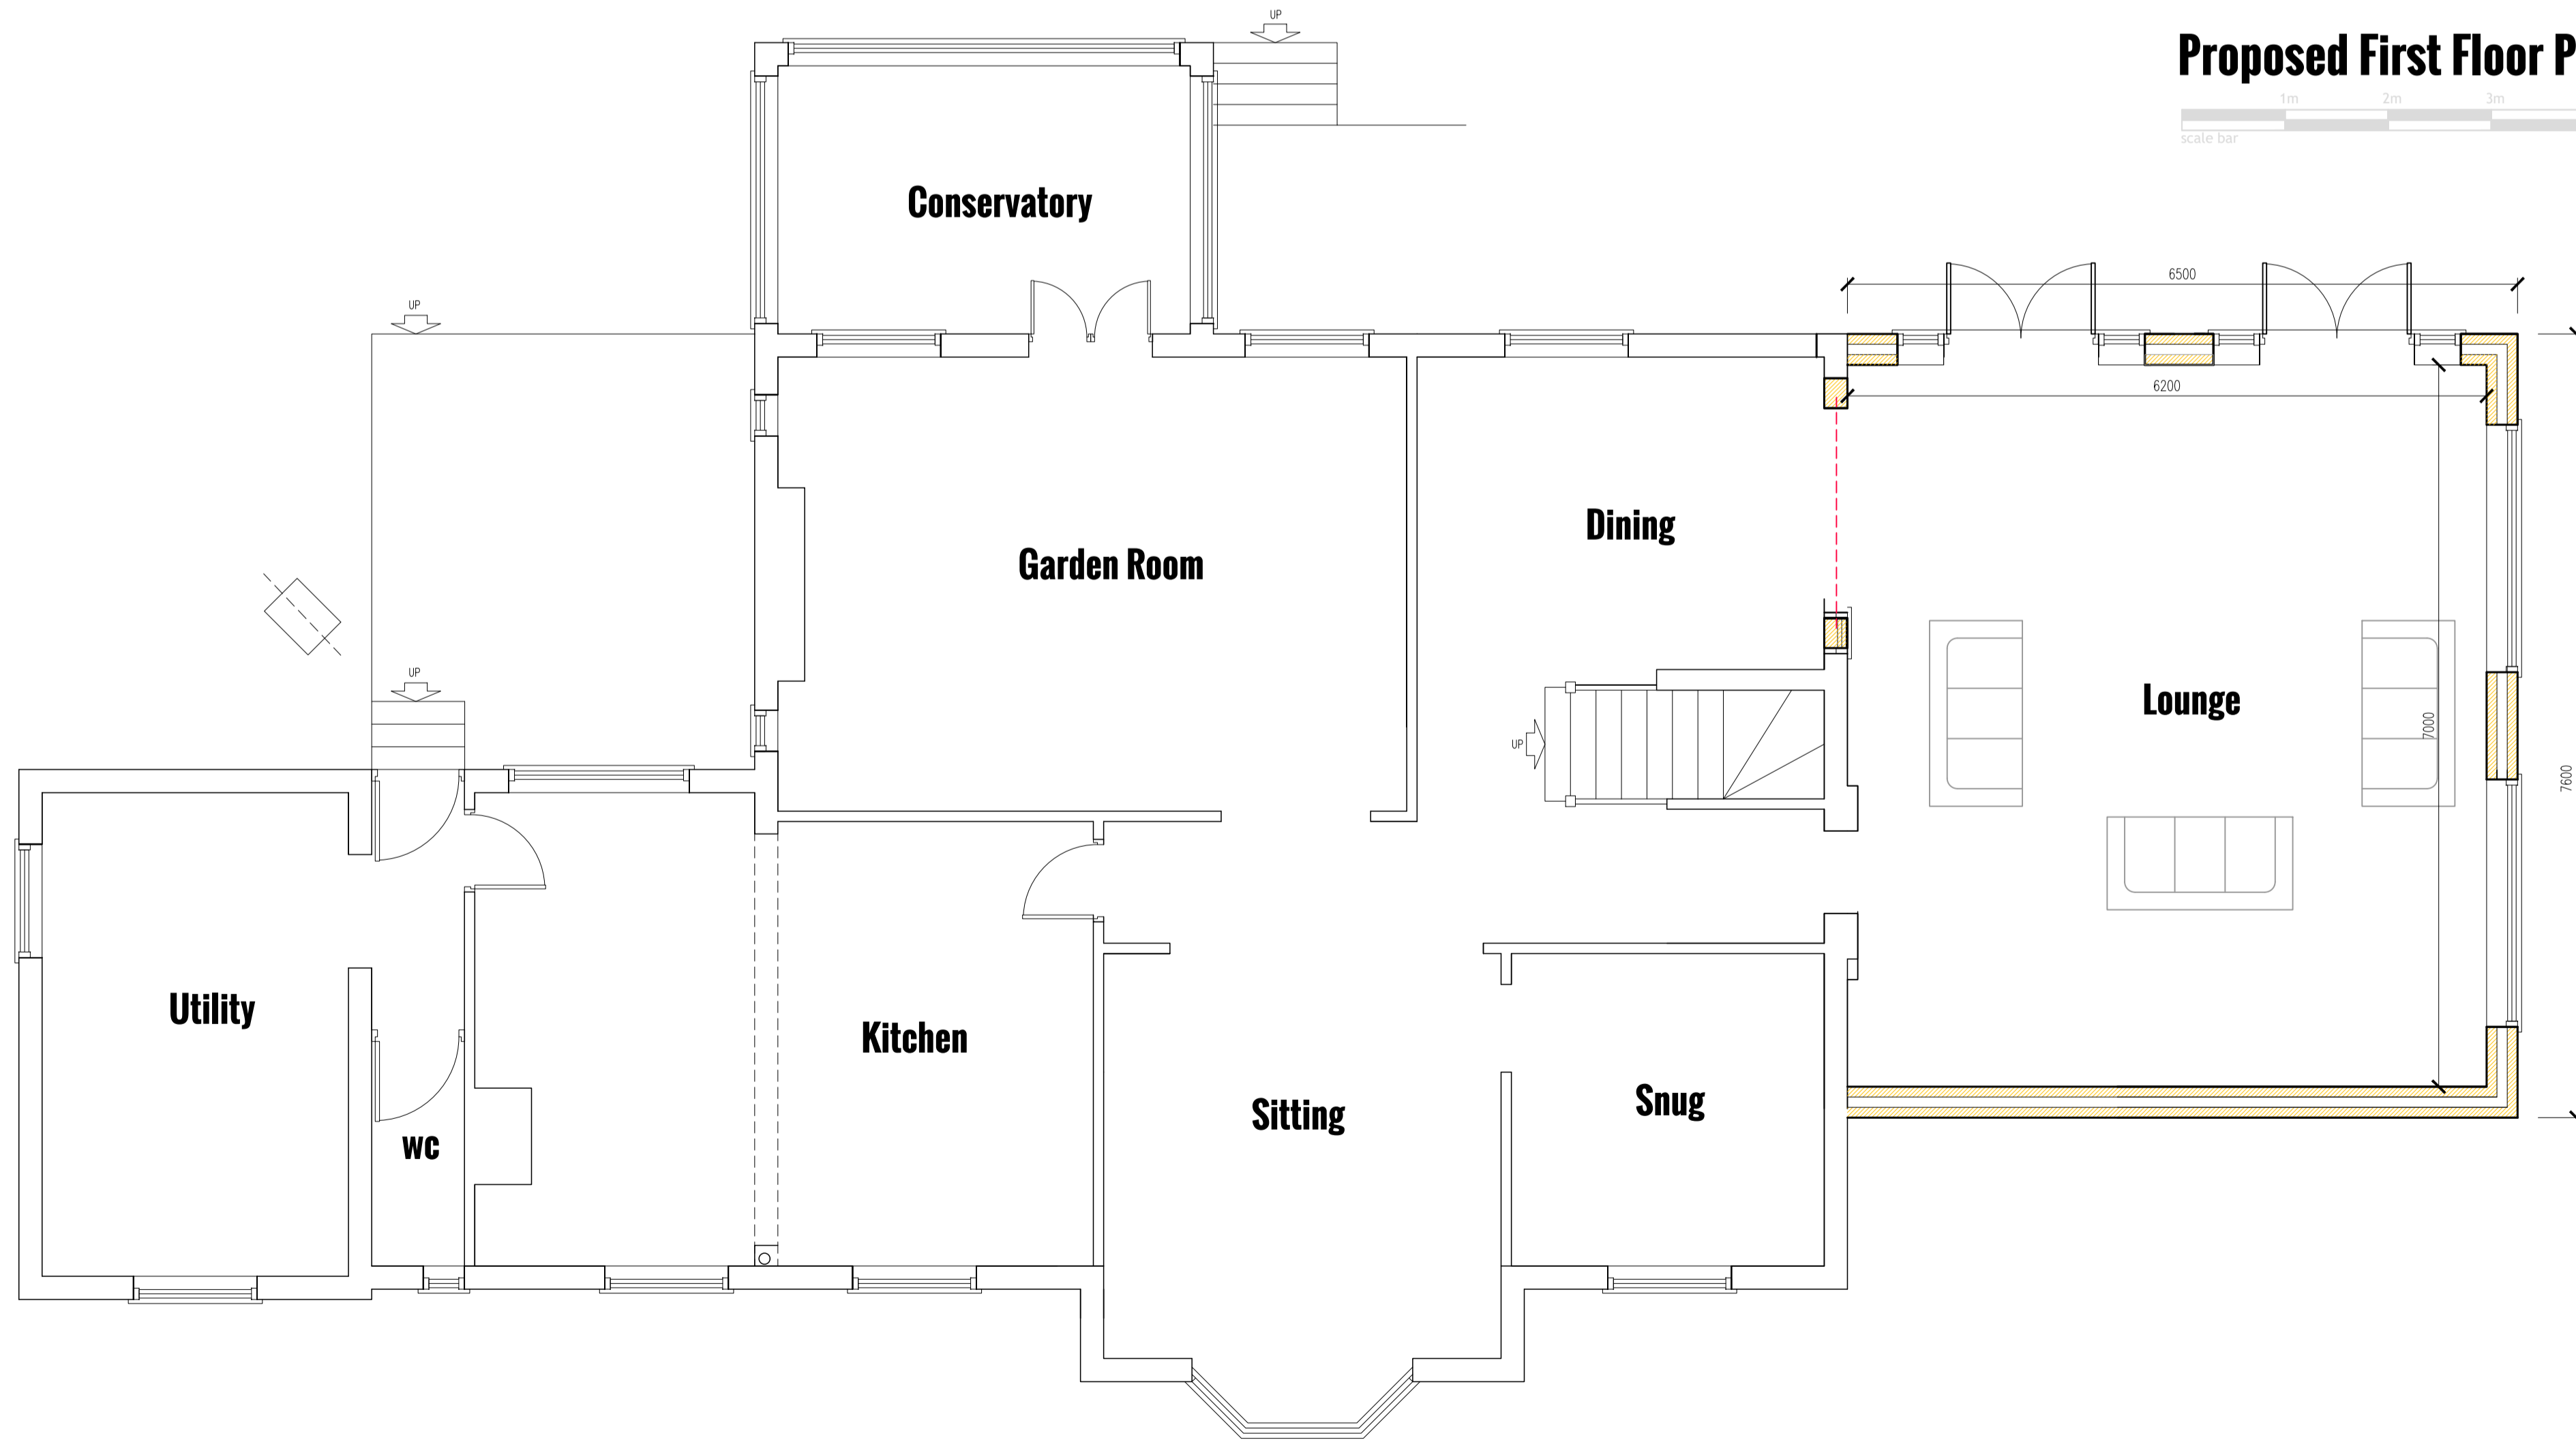 UP
Proposed First Floor P
1m 2m 3m
scale bar
Conservatory
6500
UP
6200
Dining
Garden Room
UP
Lounge
7000
UP
7600
Utility
Kitchen
Snug
Sitting
wc